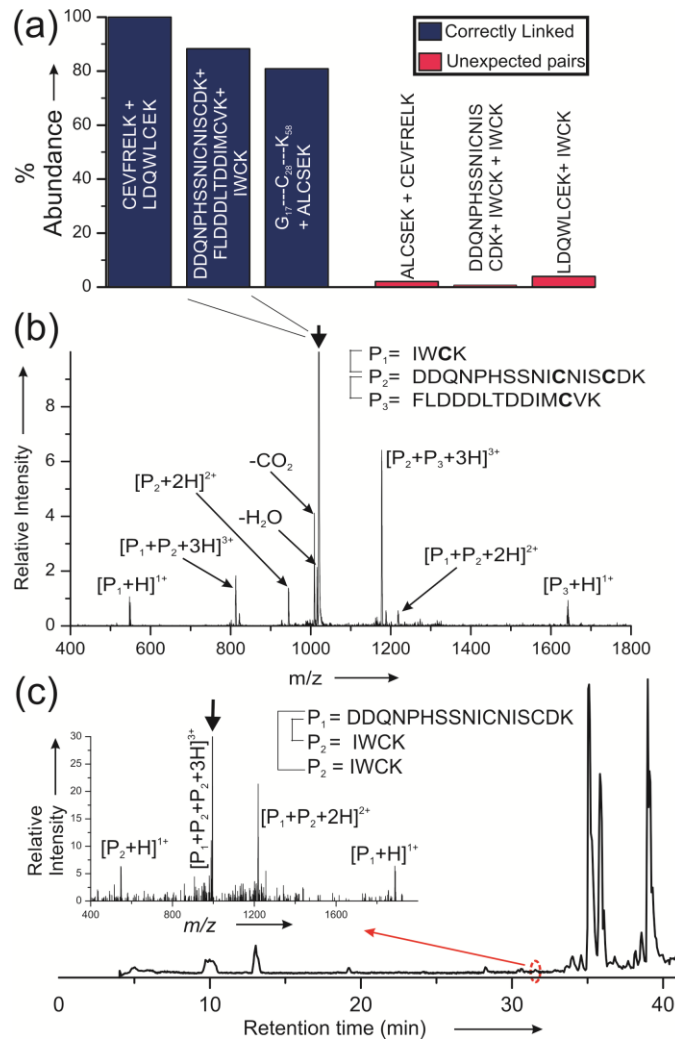 (a)
Correctly Linked
Unexpected pairs
100
80
60
40
20
0
% Abundance
CEVFRELK +
LDQWLCEK
DDQNPHSSNICNISCDK+
FLDDDLTDDIMCVK+
IWCK
G17---C28---K58
+ ALCSEK
ALCSEK + CEVFRELK
DDQNPHSSNICNIS
CDK+ IWCK + IWCK
LDQWLCEK+ IWCK
(b)
P1= IWCK
P2= DDQNPHSSNICNISCDK
P3= FLDDDLTDDIMCVK
8
6
4
2
0
Relative Intensity
-CO2
-H2O
[P2+2H]2+
[P1+P2+3H]3+
[P1+H]1+
[P2+P3+3H]3+
[P1+P2+2H]2+
[P3+H]1+
400 600 800 1000 1200 1400 1600 1800
m/z
(c)
P1= DDQNPHSSNICNISCDK
P2= IWCK
P2= IWCK
30
25
20
15
10
5
0
Relative
Intensity
[P2+H]1+
[P1+P2+P2+3H]3+
[P1+P2+2H]2+
[P1+H]1+
400 800 1200 1600
m/z
0 10 20 30 40
Retention time (min)